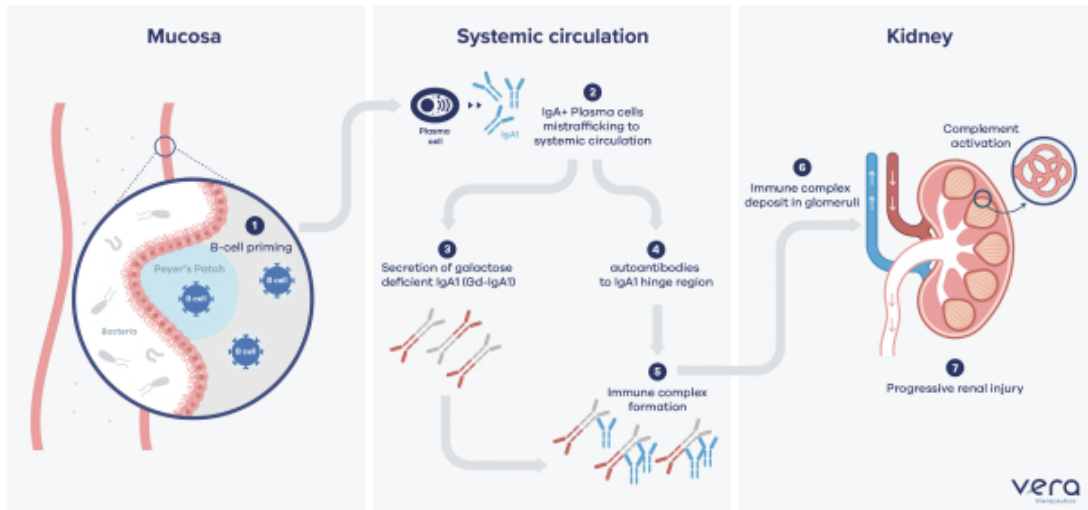 Mucosa
1
B-cell priming
Peyer's Patch
B cell
B cell
B cell
Bacteria
Systemic circulation
Plasma
cell
IgA1
2
IgA+ Plasma cells
mistrafficking to
systemic circulation
3
Secretion of galactose
deficient IgA1 (Gd-IgA1)
4
autoantibodies
to IgA1 hinge region
5
Immune complex
formation
Kidney
Complement
activation
6
Immune complex
deposit in glomeruli
7
Progressive renal injury
vera
therapeutics